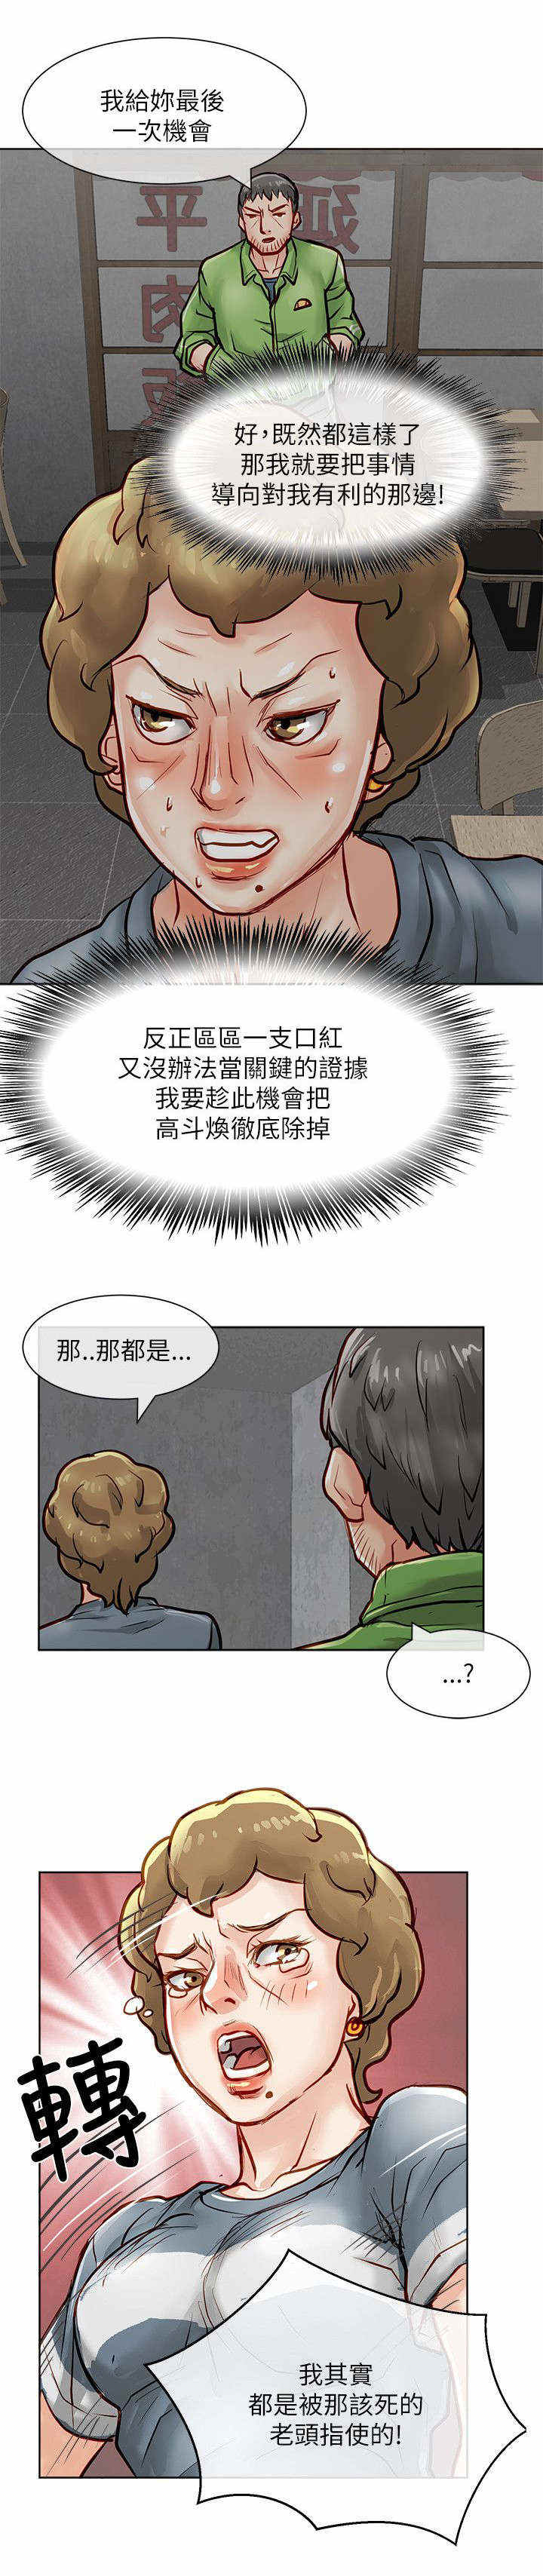 我給妳最後
一次機會
平
肉
好，既然都這樣了
那我就要把事情
導向對我有利的那邊!
反正區區一支口紅
又沒辦法當關鍵的證據
我要趁此機會把
高斗煥徹底除掉
那..那都是...
...?
轉
我其實
都是被那該死的
老頭指使的!